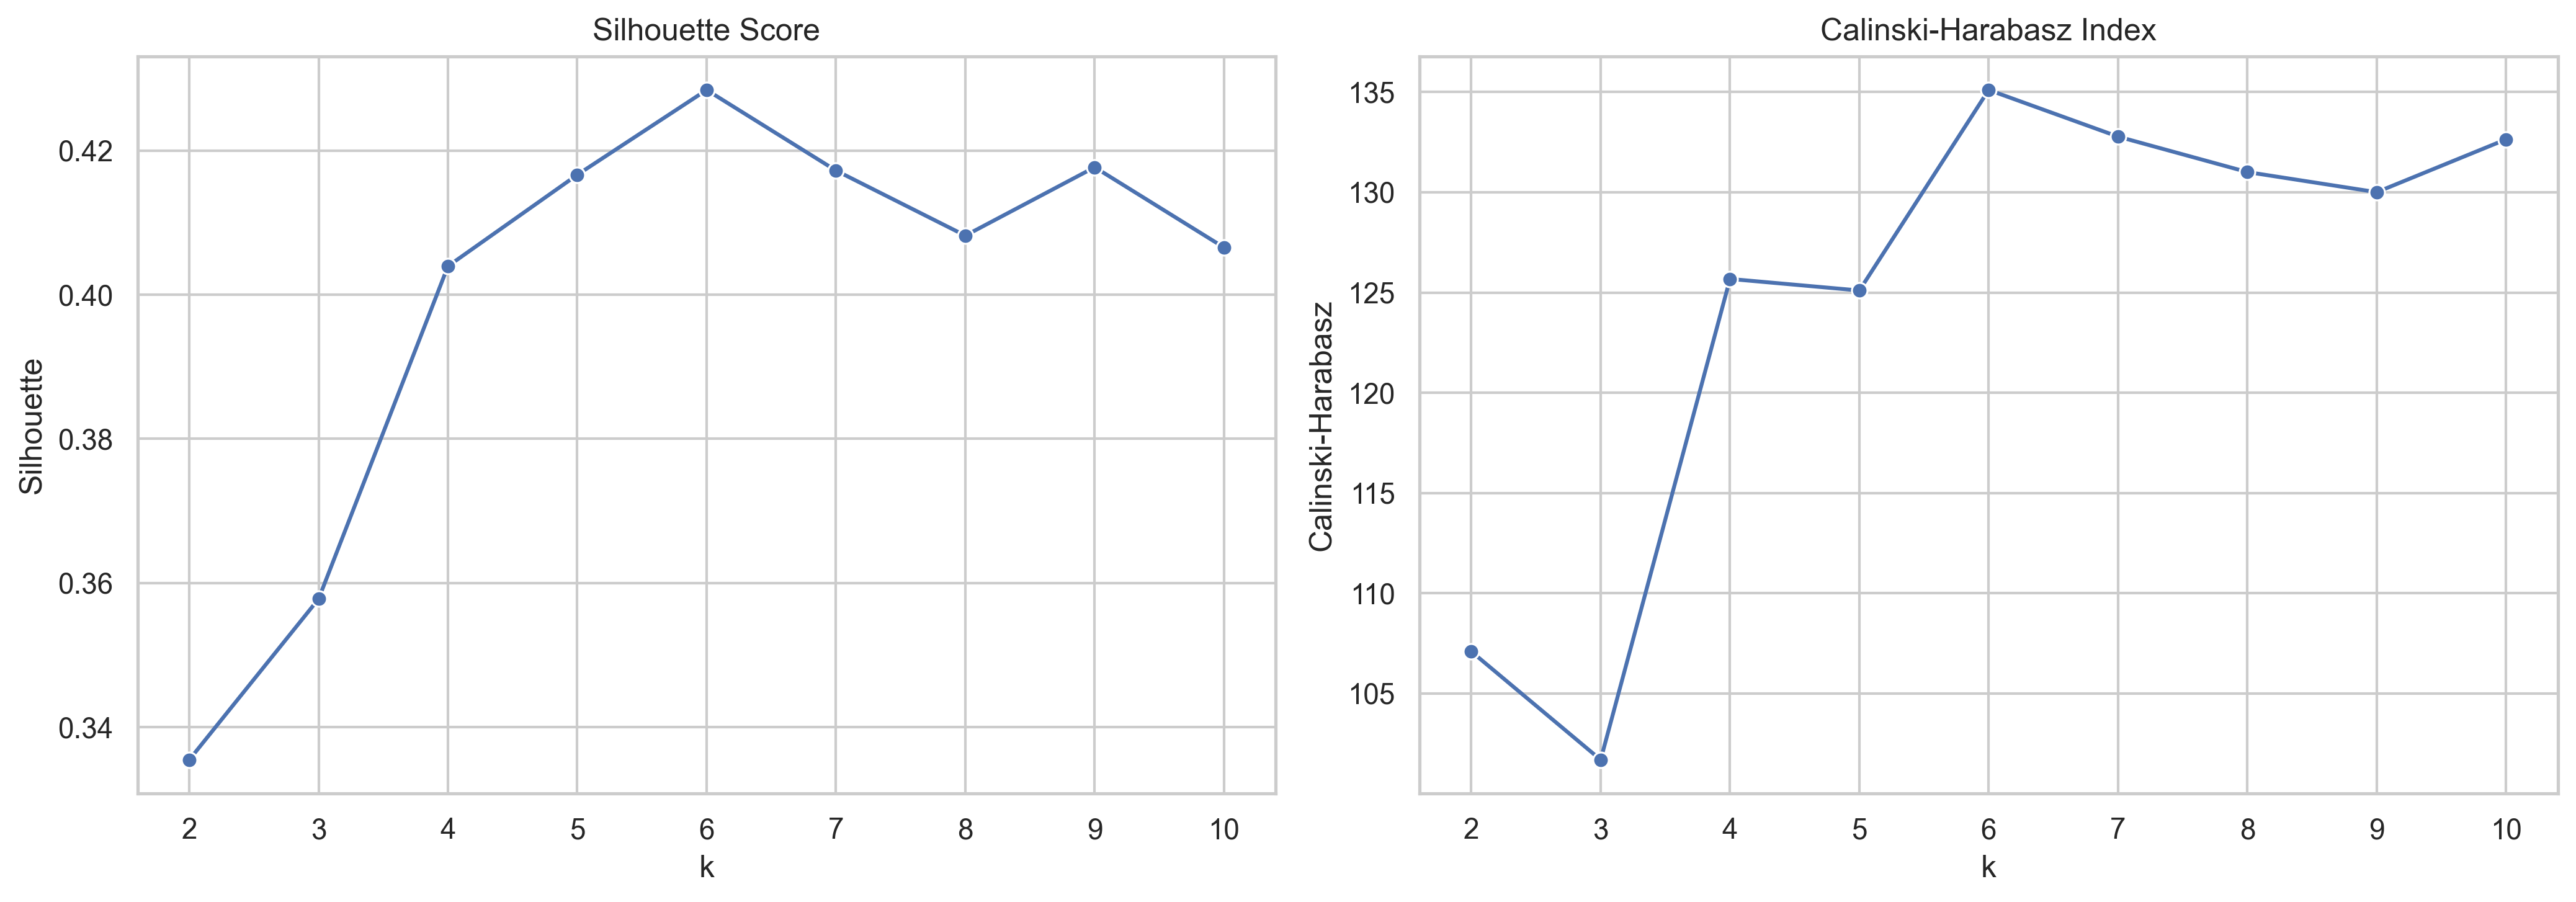 Silhouette Score
Silhouette
0.42
0.40
0.38
0.36
0.34
2 3 4 5 6 7 8 9 10
k
Calinski-Harabasz Index
Calinski-Harabasz
135
130
125
120
115
110
105
2 3 4 5 6 7 8 9 10
k